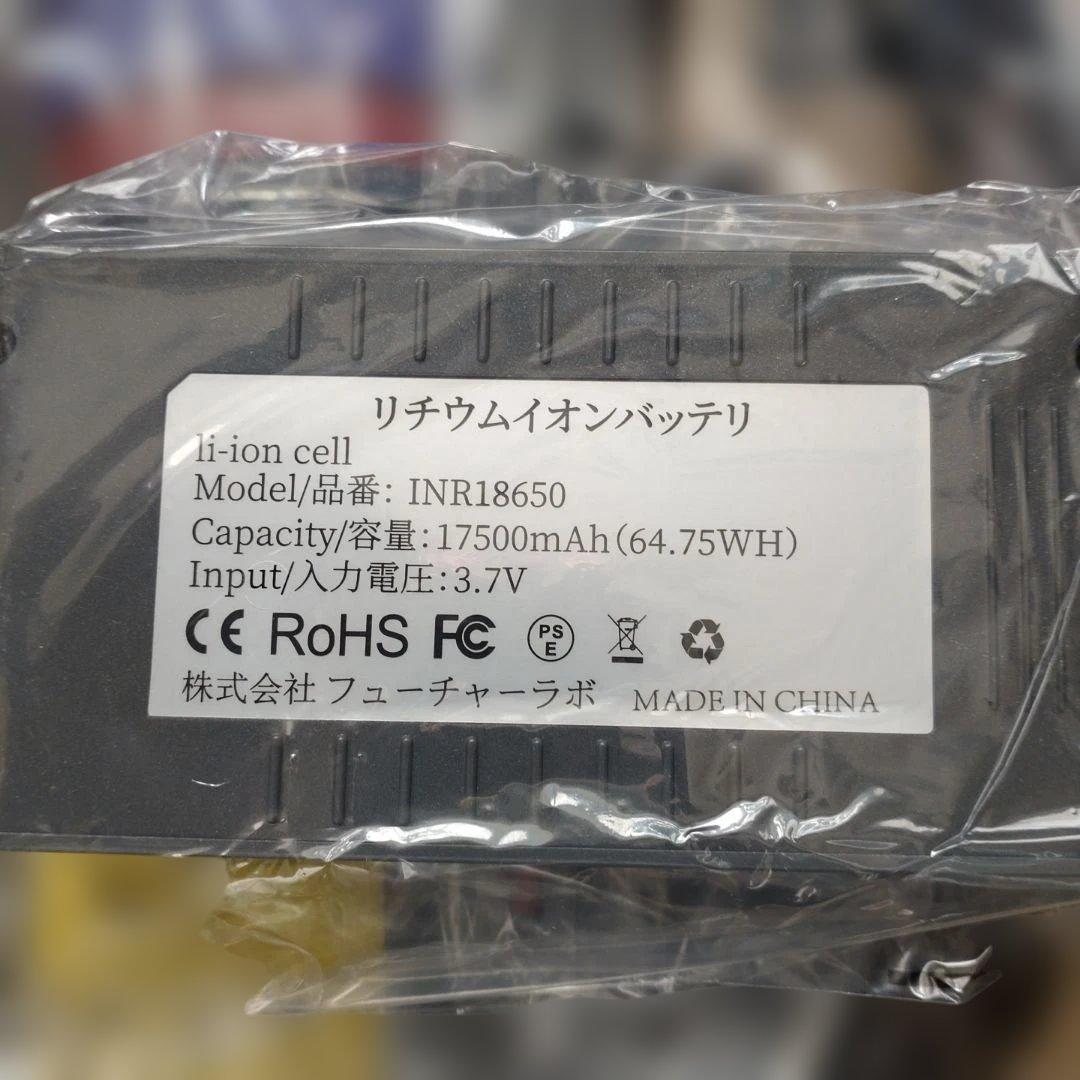 リチウムイオンバッテリ
li-ion cell
Model/品番: INR18650
Capacity/容量:17500mAh(64.75WH)
Input/入力電圧:3.7V
CE RoHS FC PSE
株式会社 フューチャーラボ MADE IN CHINA